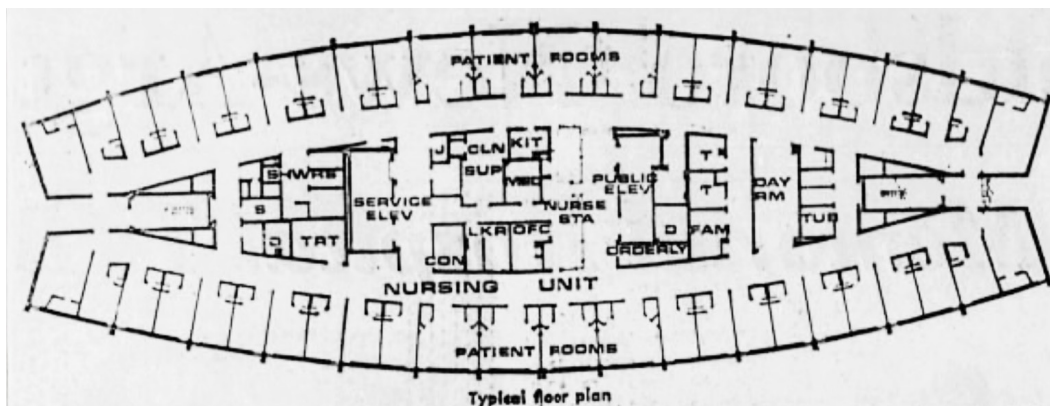 PATIENT ROOMS
J
CLN
SUP
KIT
MED
S
HWRS
S
SERVICE
ELEV
NURSE
STA
PUBLIC
ELEV
T
T
DAY
RM
TUB
D
TRT
CON
LKR
OFC
D
FAM
ORDERLY
NURSING UNIT
PATIENT ROOMS
Typical floor plan